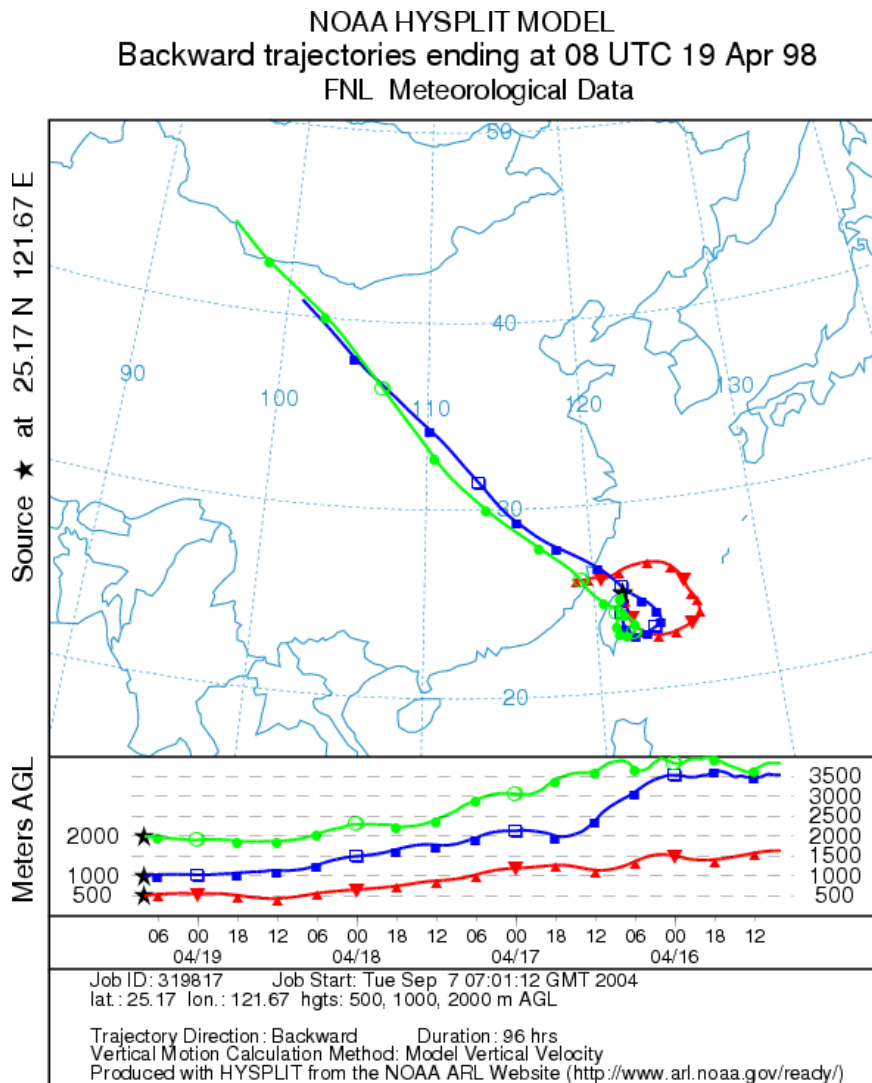 NOAA HYSPLIT MODEL
Backward trajectories ending at 08 UTC 19 Apr 98
FNL Meteorological Data
Source ★ at 25.17 N 121.67 E
50
40
90
130
100
110
120
30
20
Meters AGL
3500
3000
2500
2000 2000
1500
1000 1000
500 500
06 00 18 12 06 00 18 12 06 00 18 12 06 00 18 12
04/19 04/18 04/17 04/16
Job ID: 319817 Job Start: Tue Sep 7 07:01:12 GMT 2004
lat.: 25.17 lon.: 121.67 hgts: 500, 1000, 2000 m AGL
Trajectory Direction: Backward Duration: 96 hrs
Vertical Motion Calculation Method: Model Vertical Velocity
Produced with HYSPLIT from the NOAA ARL Website (http://www.arl.noaa.gov/ready/)